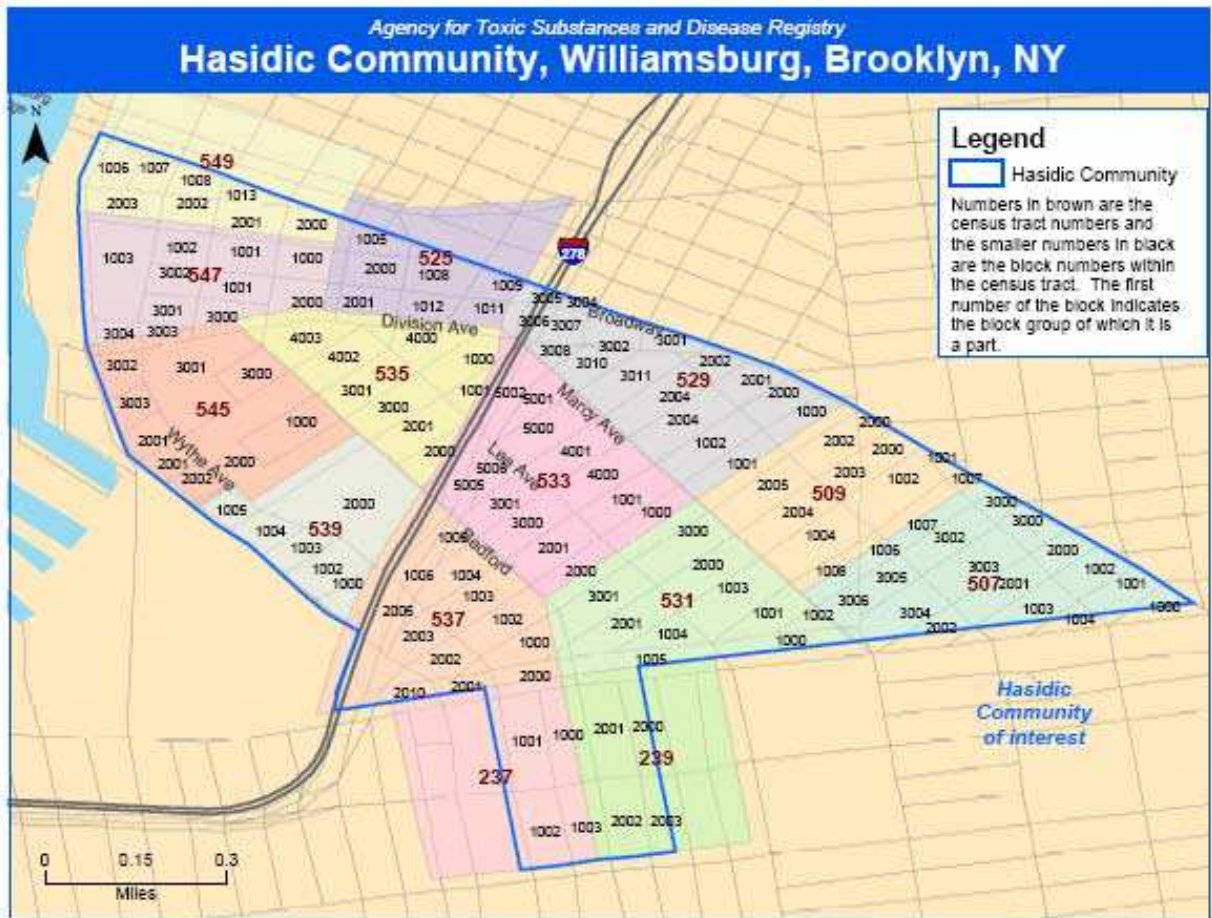 Agency for Toxic Substances and Disease Registry
Hasidic Community, Williamsburg, Brooklyn, NY
N
Legend
Hasidic Community
Numbers in brown are the
census tract numbers and
the smaller numbers in black
are the block numbers within
the census tract. The first
number of the block indicates
the block group of which it is
a part.
549
1006 1007
1008
1013
2003 2002
2001 2000
547
1003 1002 1001 1000
3002
1001
3001 3000 2000
3004 3003
525
1005
2000 1008
1009
2001 1012 1011
278
Division Ave
535
4003 4000
4002 1000
3001 1001
3000
2001
2000
545
3002 3001 3000
3003
1000
2001
2001 2000
2002
Wythe Ave
539
1005 2000
1004
1003
1002
1000
529
3005 3004
Broadway
3006 3007 3001
3008 3002 2002
3010 3011 2001
2004 2000
2004 1000
1002
1001
Marcy Ave
533
5002 5001
5000
4001
5006 4000
5005 1001
3001 1000
3000
2001
2000
Lee Ave
509
2000
2002 2000 1001
2003 1002 1007
2005
2004
1004
1008
507
3000
1007 3000
3002 2000
1006
3003 1002
3005 2001 1001
3006 1003 1000
3004 1004
2002
531
3000
2000
3001 1003
1001 1002
2001 1004 1000
1005
537
Bedford
1005
1006 1004
1003
2006 1002
2003 1000
2002
2000
2010 2001
237
1001 1000
1002 1003
239
2001 2000
2002 2003
Hasidic
Community
of interest
0 0.15 0.3
Miles